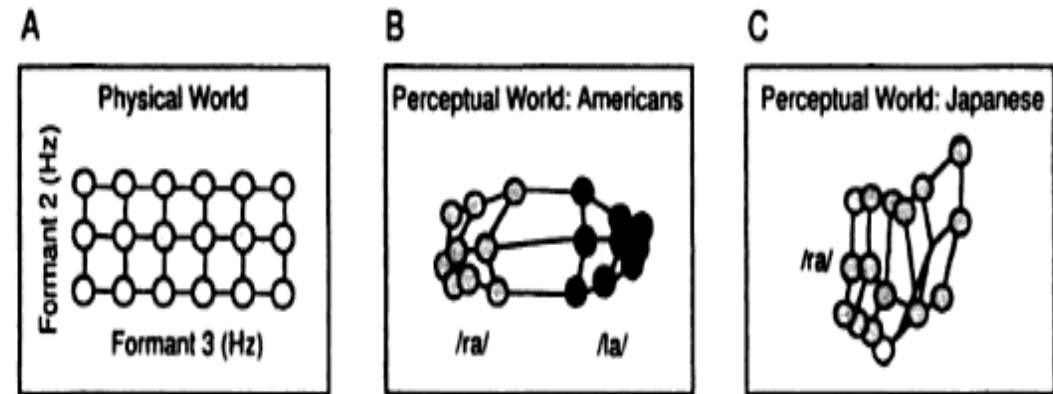 A
B
C
Physical World
Formant 2 (Hz)
Formant 3 (Hz)
Perceptual World: Americans
/ra/
/la/
Perceptual World: Japanese
/ra/